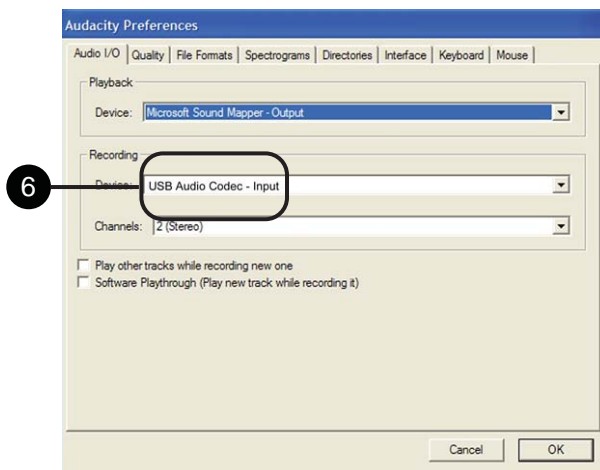 Audacity Preferences
Audio I/O Quality File Formats Spectrograms Directories Interface Keyboard Mouse
Playback
Device: Microsoft Sound Mapper - Output
Recording
6 Device: USB Audio Codec - Input
Channels: 2 (Stereo)
Play other tracks while recording new one
Software Playthrough (Play new track while recording it)
Cancel OK